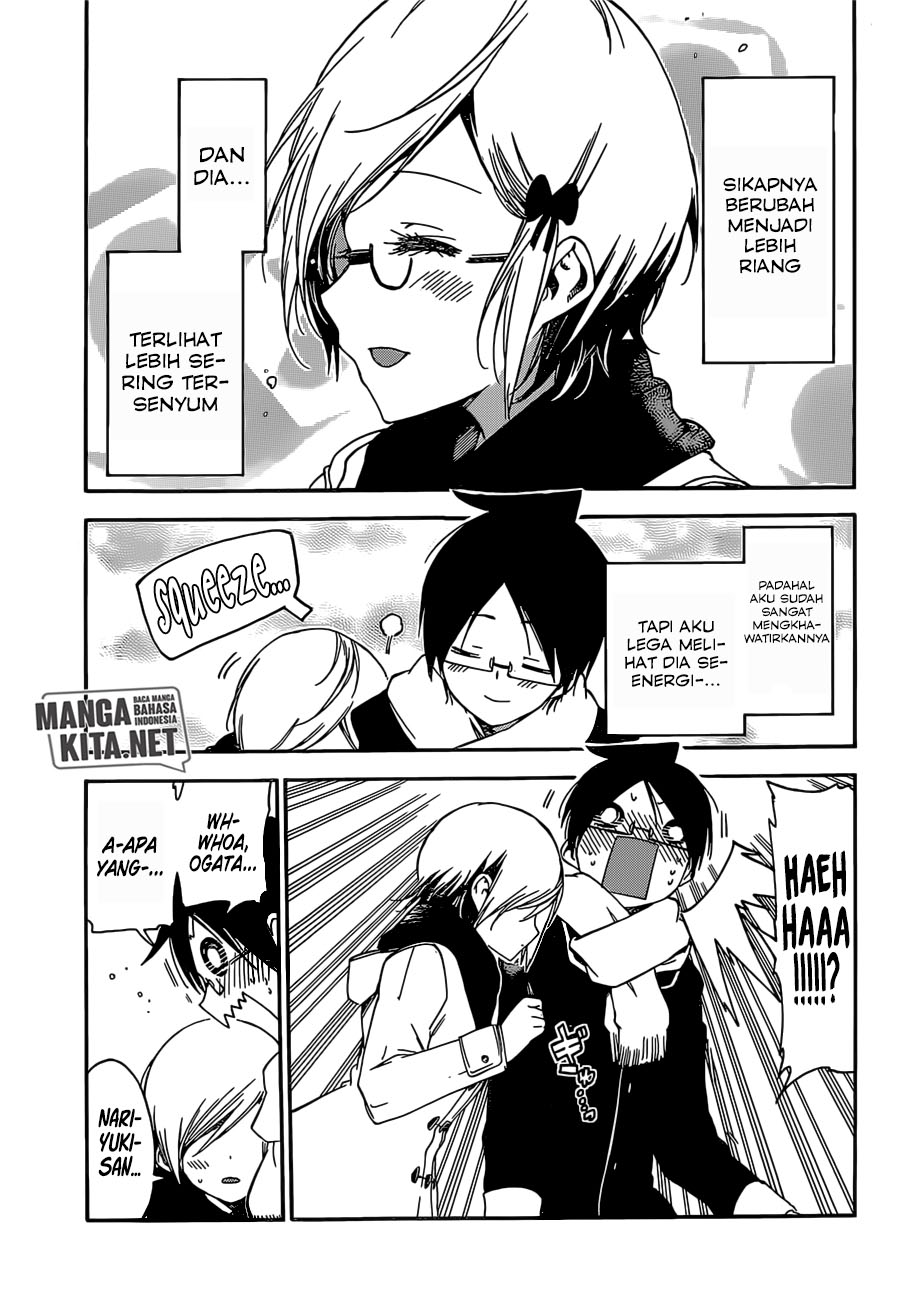 SIKAPNYA
BERUBAH
MENJADI
LEBIH
RIANG
DAN
DIA...
TERLIHAT
LEBIH SE-
RING TER-
SENYUM
PADAHAL
AKU SUDAH
SANGAT
MENGKHA-
WATIRKANNYA
TAPI AKU
LEGA MELI-
HAT DIA SE-
ENERGI-...
squeeze....
MANGA
KITA.NET
BACA MANGA
BAHASA
INDONESIA
HAEH
HAAA
!!!!!?
WH-
WHOA,
OGATA...
A-APA
YANG-...
NARI-
YUKI-
SAN...